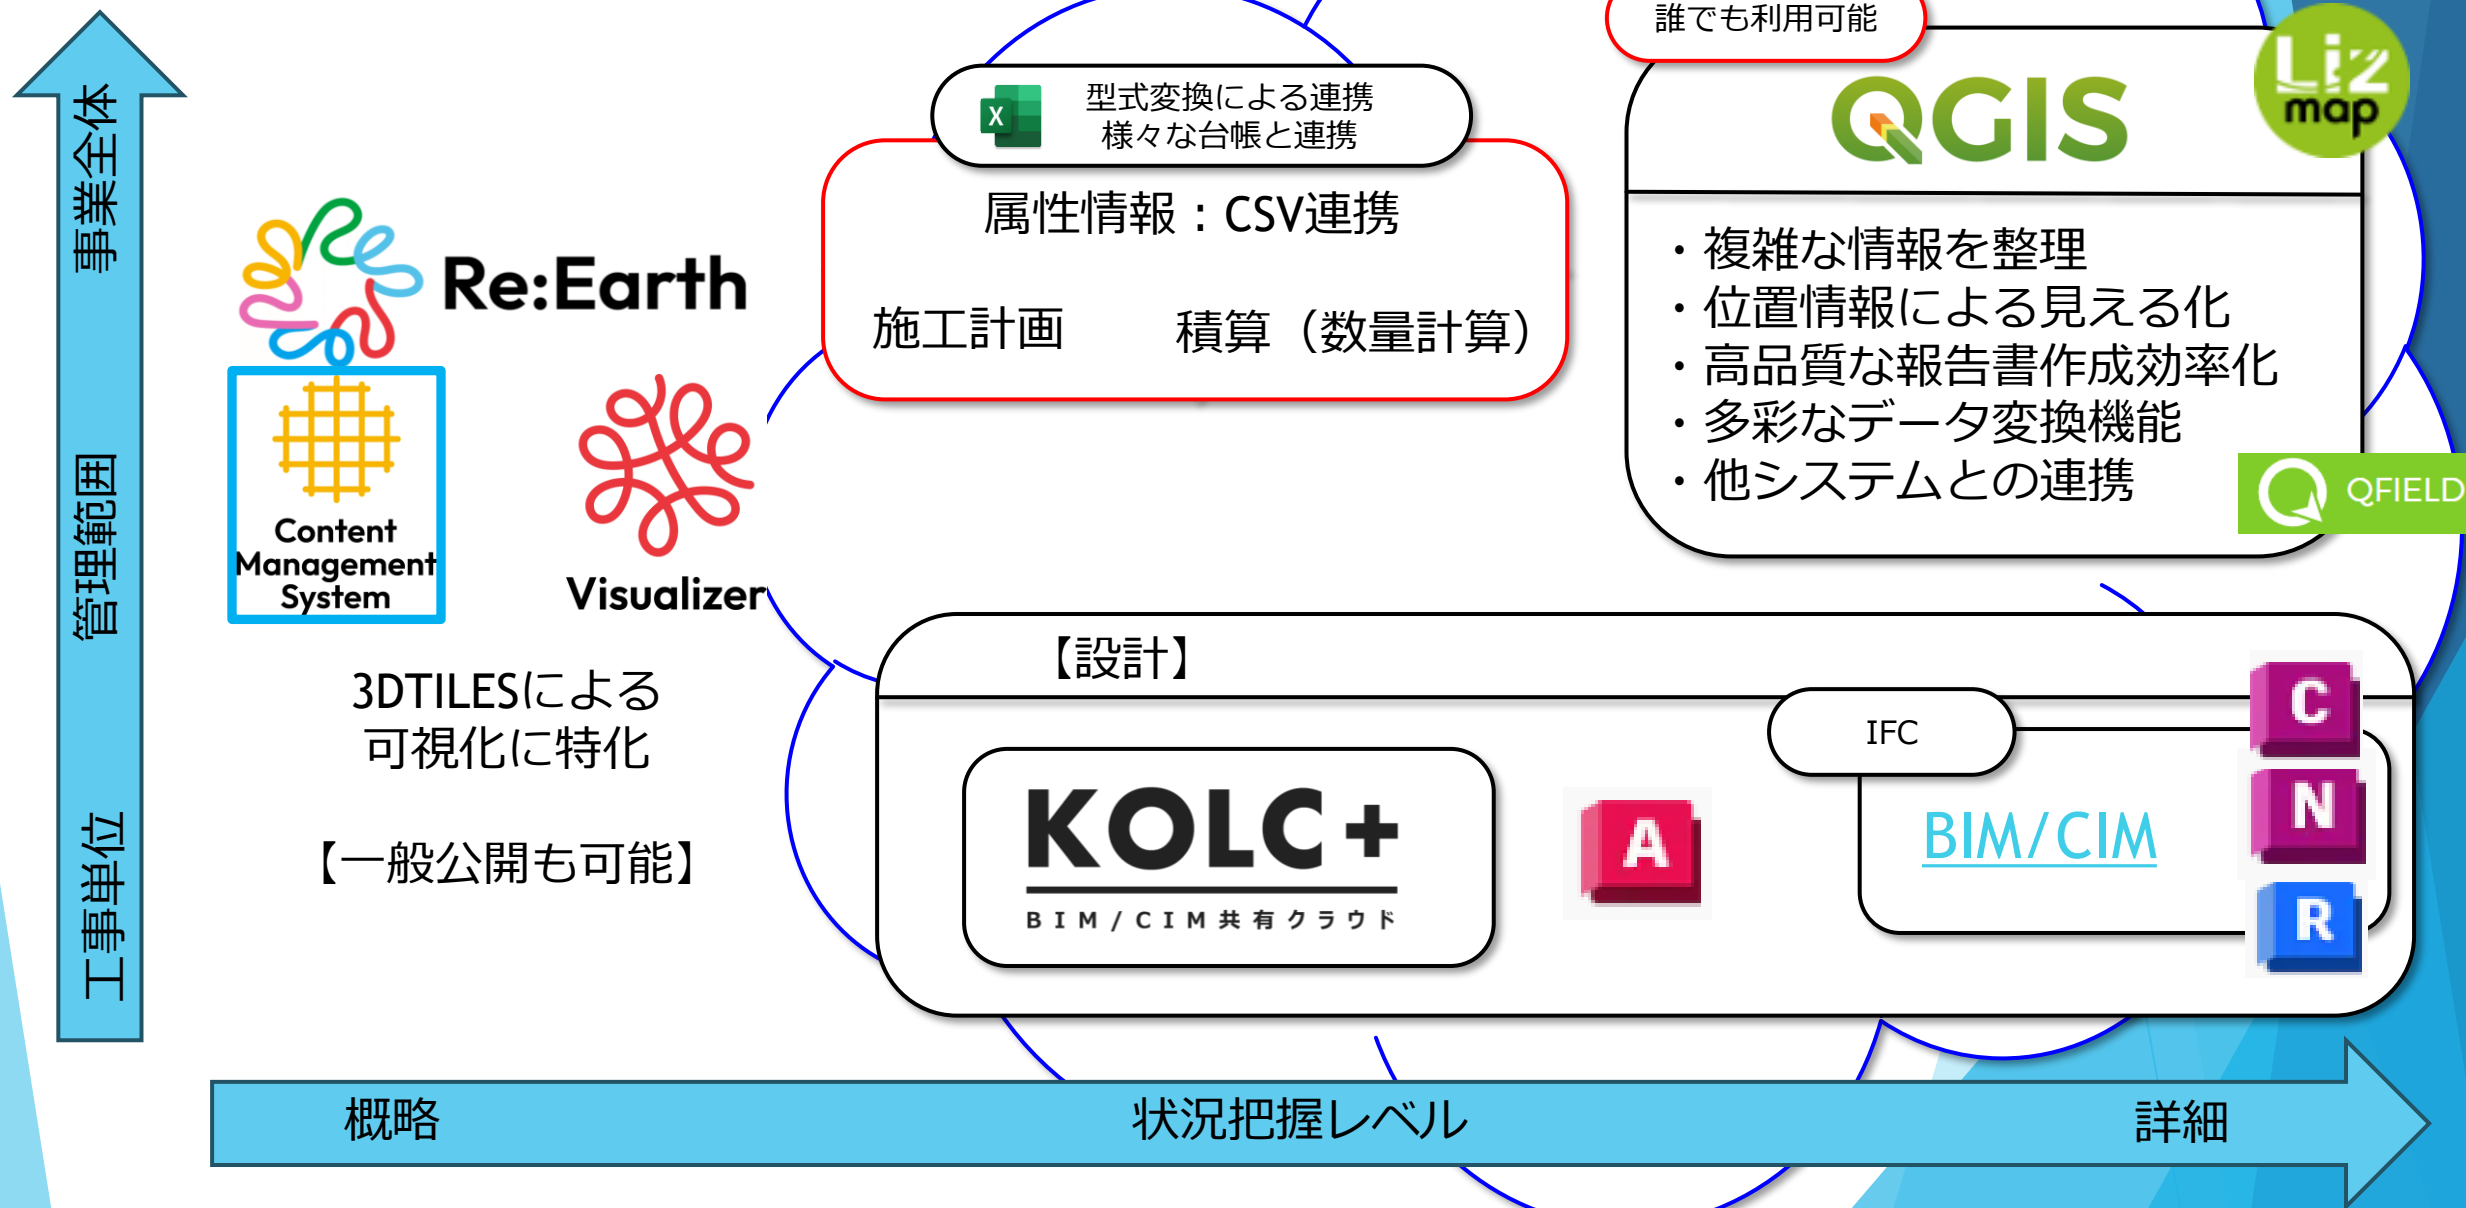 事業全体
管理範囲
工事単位
Re:Earth
Content
Management
System
Visualizer
3DTILESによる
可視化に特化
【一般公開も可能】
X
型式変換による連携
様々な台帳と連携
属性情報：CSV連携
施工計画
積算（数量計算）
誰でも利用可能
QGIS
Liz
map
・複雑な情報を整理
・位置情報による見える化
・高品質な報告書作成効率化
・多彩なデータ変換機能
・他システムとの連携
QFIELD
【設計】
KOLC+
BIM/CIM共有クラウド
A
IFC
BIM/CIM
C
N
R
概略
状況把握レベル
詳細